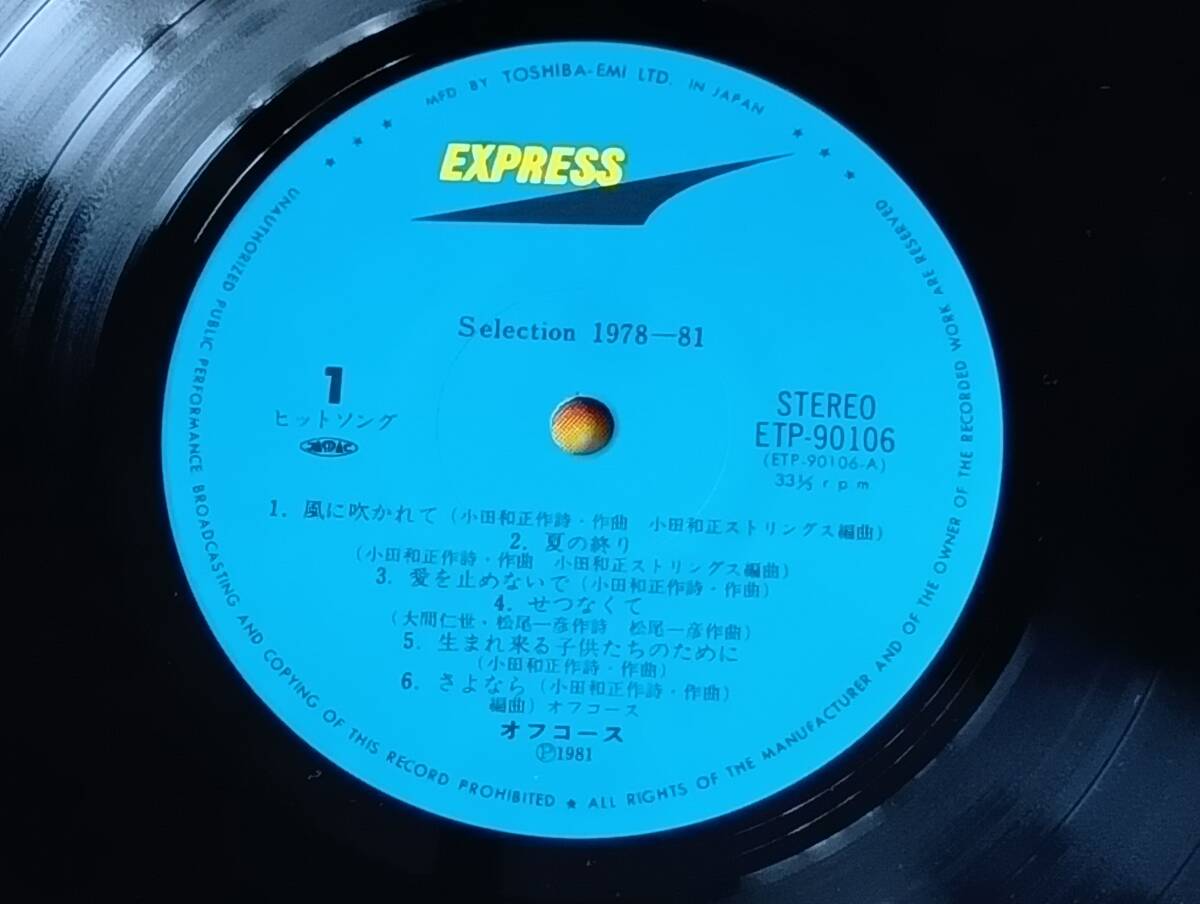 MFD BY TOSHIBA-EMI LTD. IN JAPAN
EXPRESS
Selection 1978—81
1
ヒットソング
STEREO
ETP-90106
(ETP-90106-A)
33⅓ rpm
1. 風に吹かれて (小田和正作詩・作曲 小田和正ストリングス編曲)
2. 夏の終り
(小田和正作詩・作曲 小田和正ストリングス編曲)
3. 愛を止めないで (小田和正作詩・作曲)
4. せつなくて
(大間仁世・松尾一彦作詩 松尾一彦作曲)
5. 生まれ来る子供たちのために
(小田和正作詩・作曲)
6. さよなら (小田和正作詩・作曲)
編曲) オフコース
オフコース
Ⓟ1981
UNAUTHORIZED PUBLIC PERFORMANCE BROADCASTING AND COPYING OF THIS RECORD PROHIBITED ★ ALL RIGHTS OF THE MANUFACTURER AND OF THE OWNER OF THE RECORDED WORK ARE RESERVED